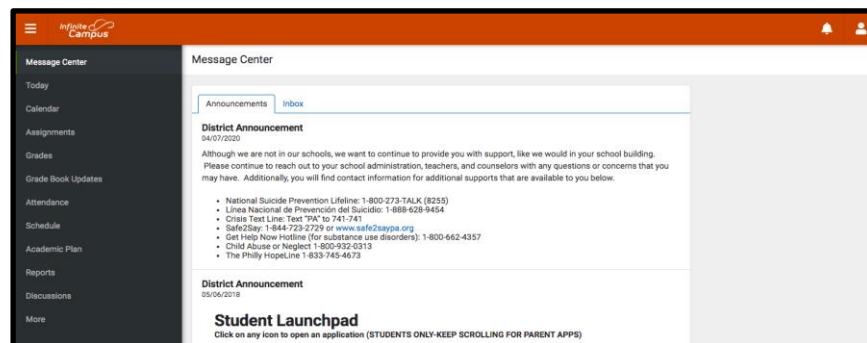 Infinite
Campus
Message Center
Today
Calendar
Assignments
Grades
Grade Book Updates
Attendance
Schedule
Academic Plan
Reports
Discussions
More
Message Center
Announcements Inbox
District Announcement
04/07/2020
Although we are not in our schools, we want to continue to provide you with support, like we would in your school building.
Please continue to reach out to your school administration, teachers, and counselors with any questions or concerns that you
may have. Additionally, you will find contact information for additional supports that are available to you below.
• National Suicide Prevention Lifeline: 1-800-273-TALK (8255)
• Línea Nacional de Prevención del Suicidio: 1-888-628-9454
• Crisis Text Line: Text "PA" to 741-741
• Safe2Say: 1-844-723-2729 or www.safe2saypa.org
• Get Help Now Hotline (for substance use disorders): 1-800-662-4357
• Child Abuse or Neglect 1-800-932-0313
• The Philly HopeLine 1-833-745-4673
District Announcement
05/06/2018
Student Launchpad
Click on any icon to open an application (STUDENTS ONLY-KEEP SCROLLING FOR PARENT APPS)